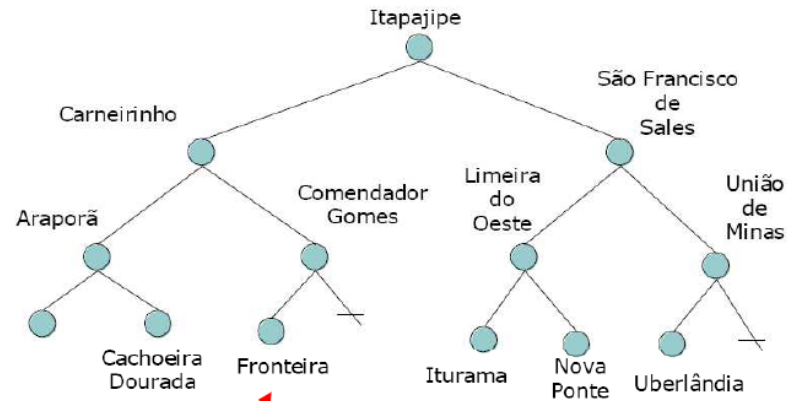 Itapajipe
Carneirinho
São Francisco
de
Sales
Araporã
Comendador
Gomes
Limeira
do
Oeste
União
de
Minas
Cachoeira
Dourada
Fronteira
Iturama
Nova
Ponte
Uberlândia